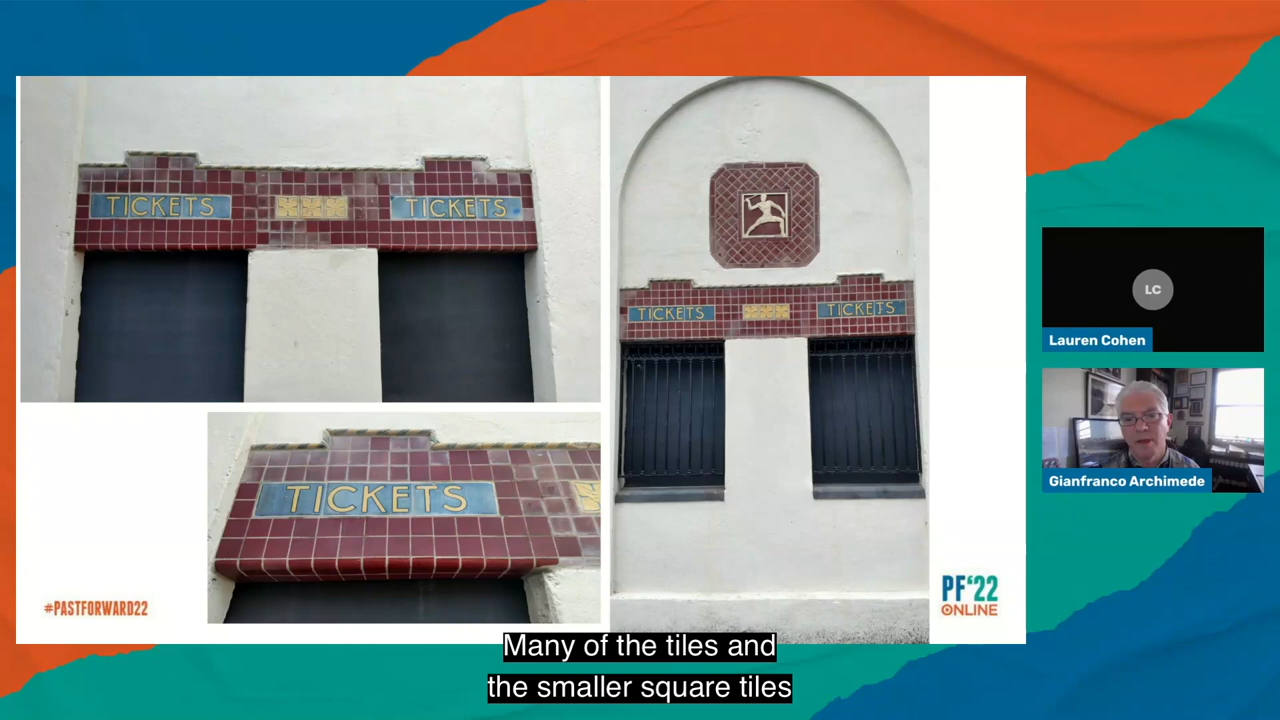 TICKETS
TICKETS
TICKETS
TICKETS TICKETS
#PASTFORWARD22
PF'22
ONLINE
LC
Lauren Cohen
Gianfranco Archimede
Many of the tiles and
the smaller square tiles